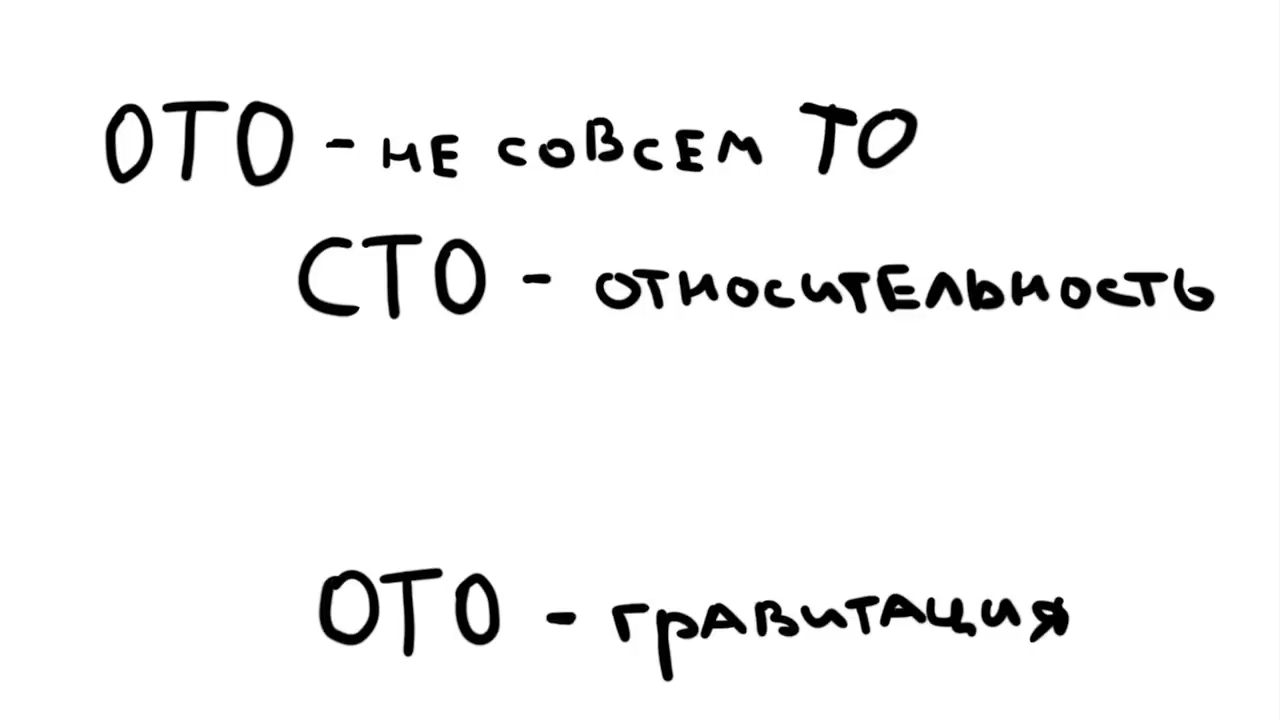 ОТО - не совсем ТО
СТО - относительность
ОТО - гравитация